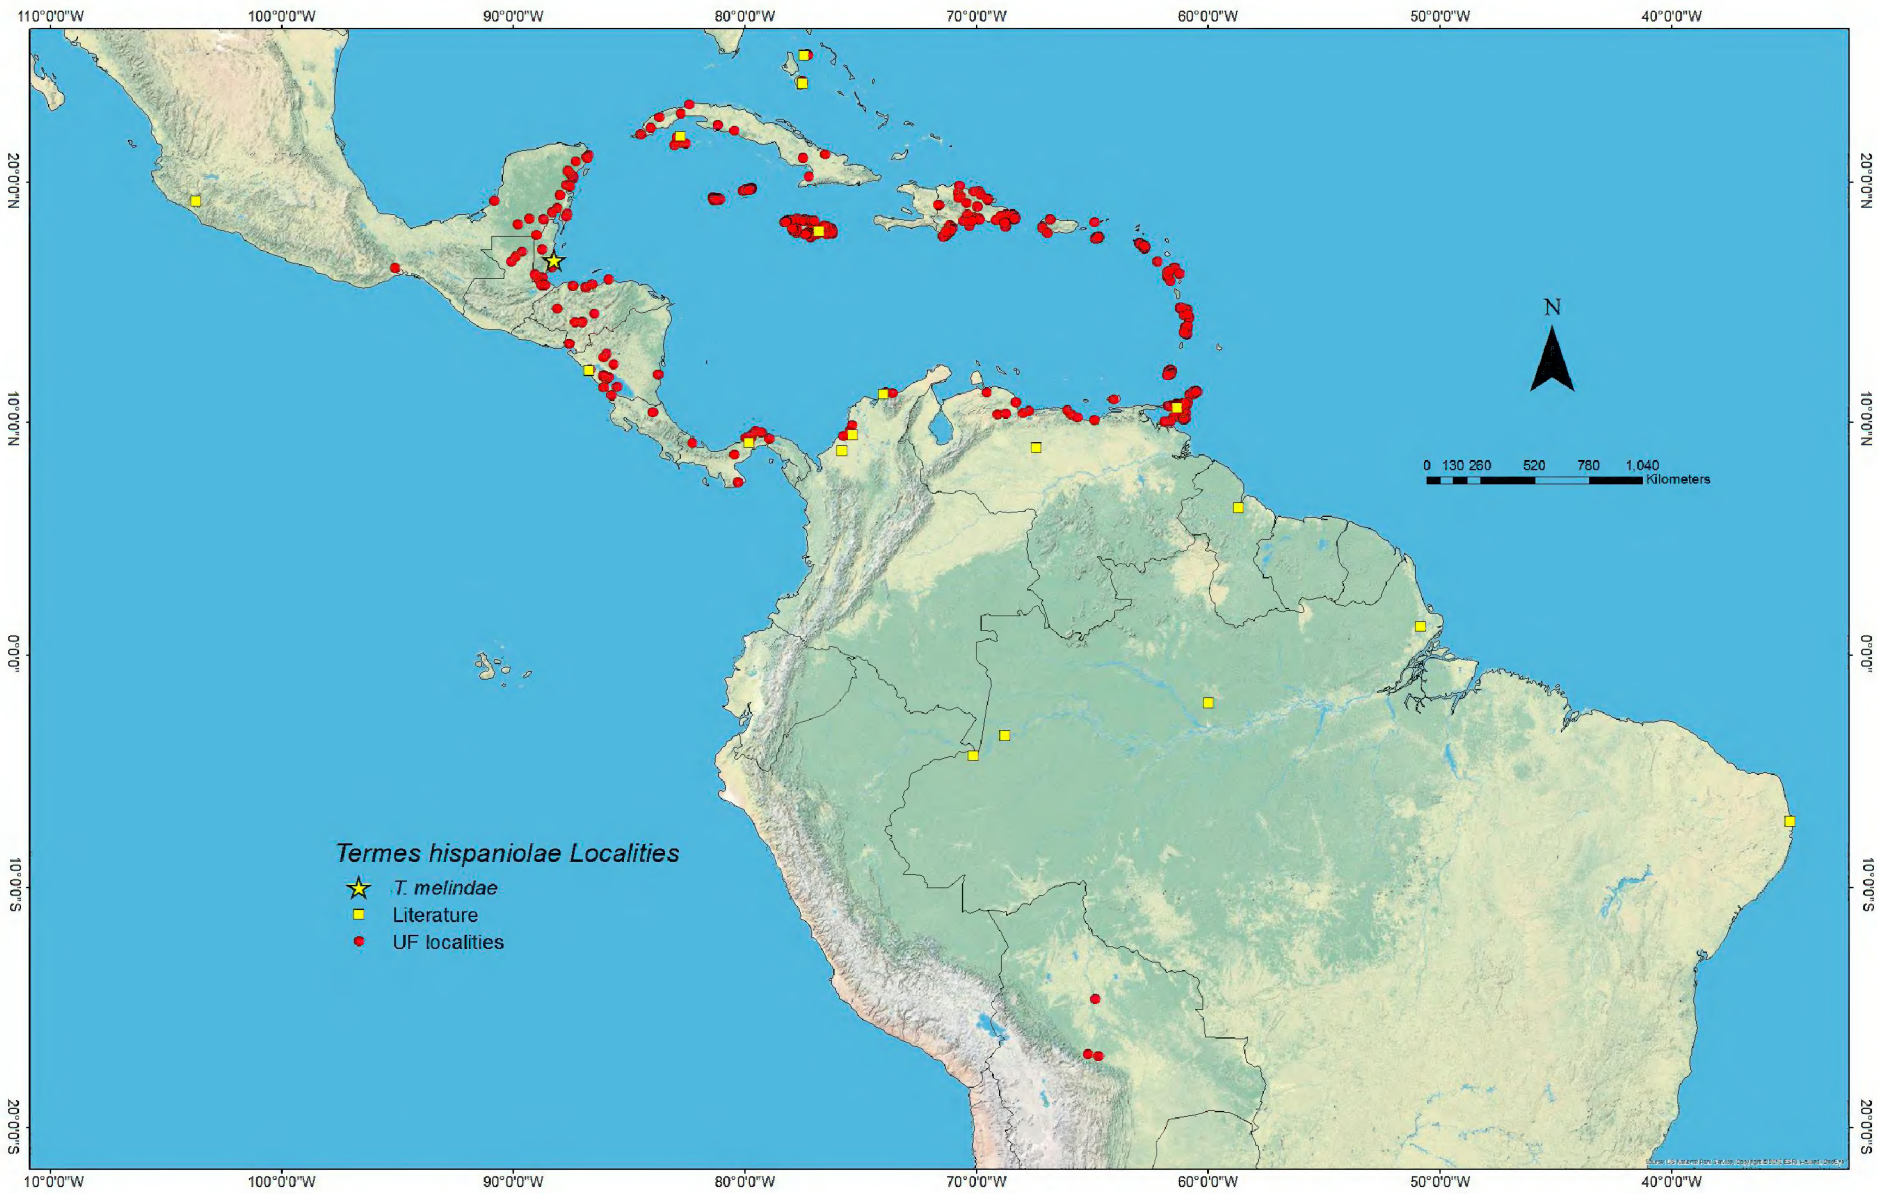 110°0'0"W 100°0'0"W 90°0'0"W 80°0'0"W 70°0'0"W 60°0'0"W 50°0'0"W 40°0'0"W
20°0'0"N 20°0'0"N
N
10°0'0"N 10°0'0"N
0 130 260 520 780 1,040
Kilometers
0°0'0" 0°0'0"
Termes hispaniolae Localities
T. melindae
Literature
UF localities
10°0'0"S 10°0'0"S
20°0'0"S 20°0'0"S
10°0'0"W 100°0'0"W 90°0'0"W 80°0'0"W 70°0'0"W 60°0'0"W 50°0'0"W 40°0'0"W